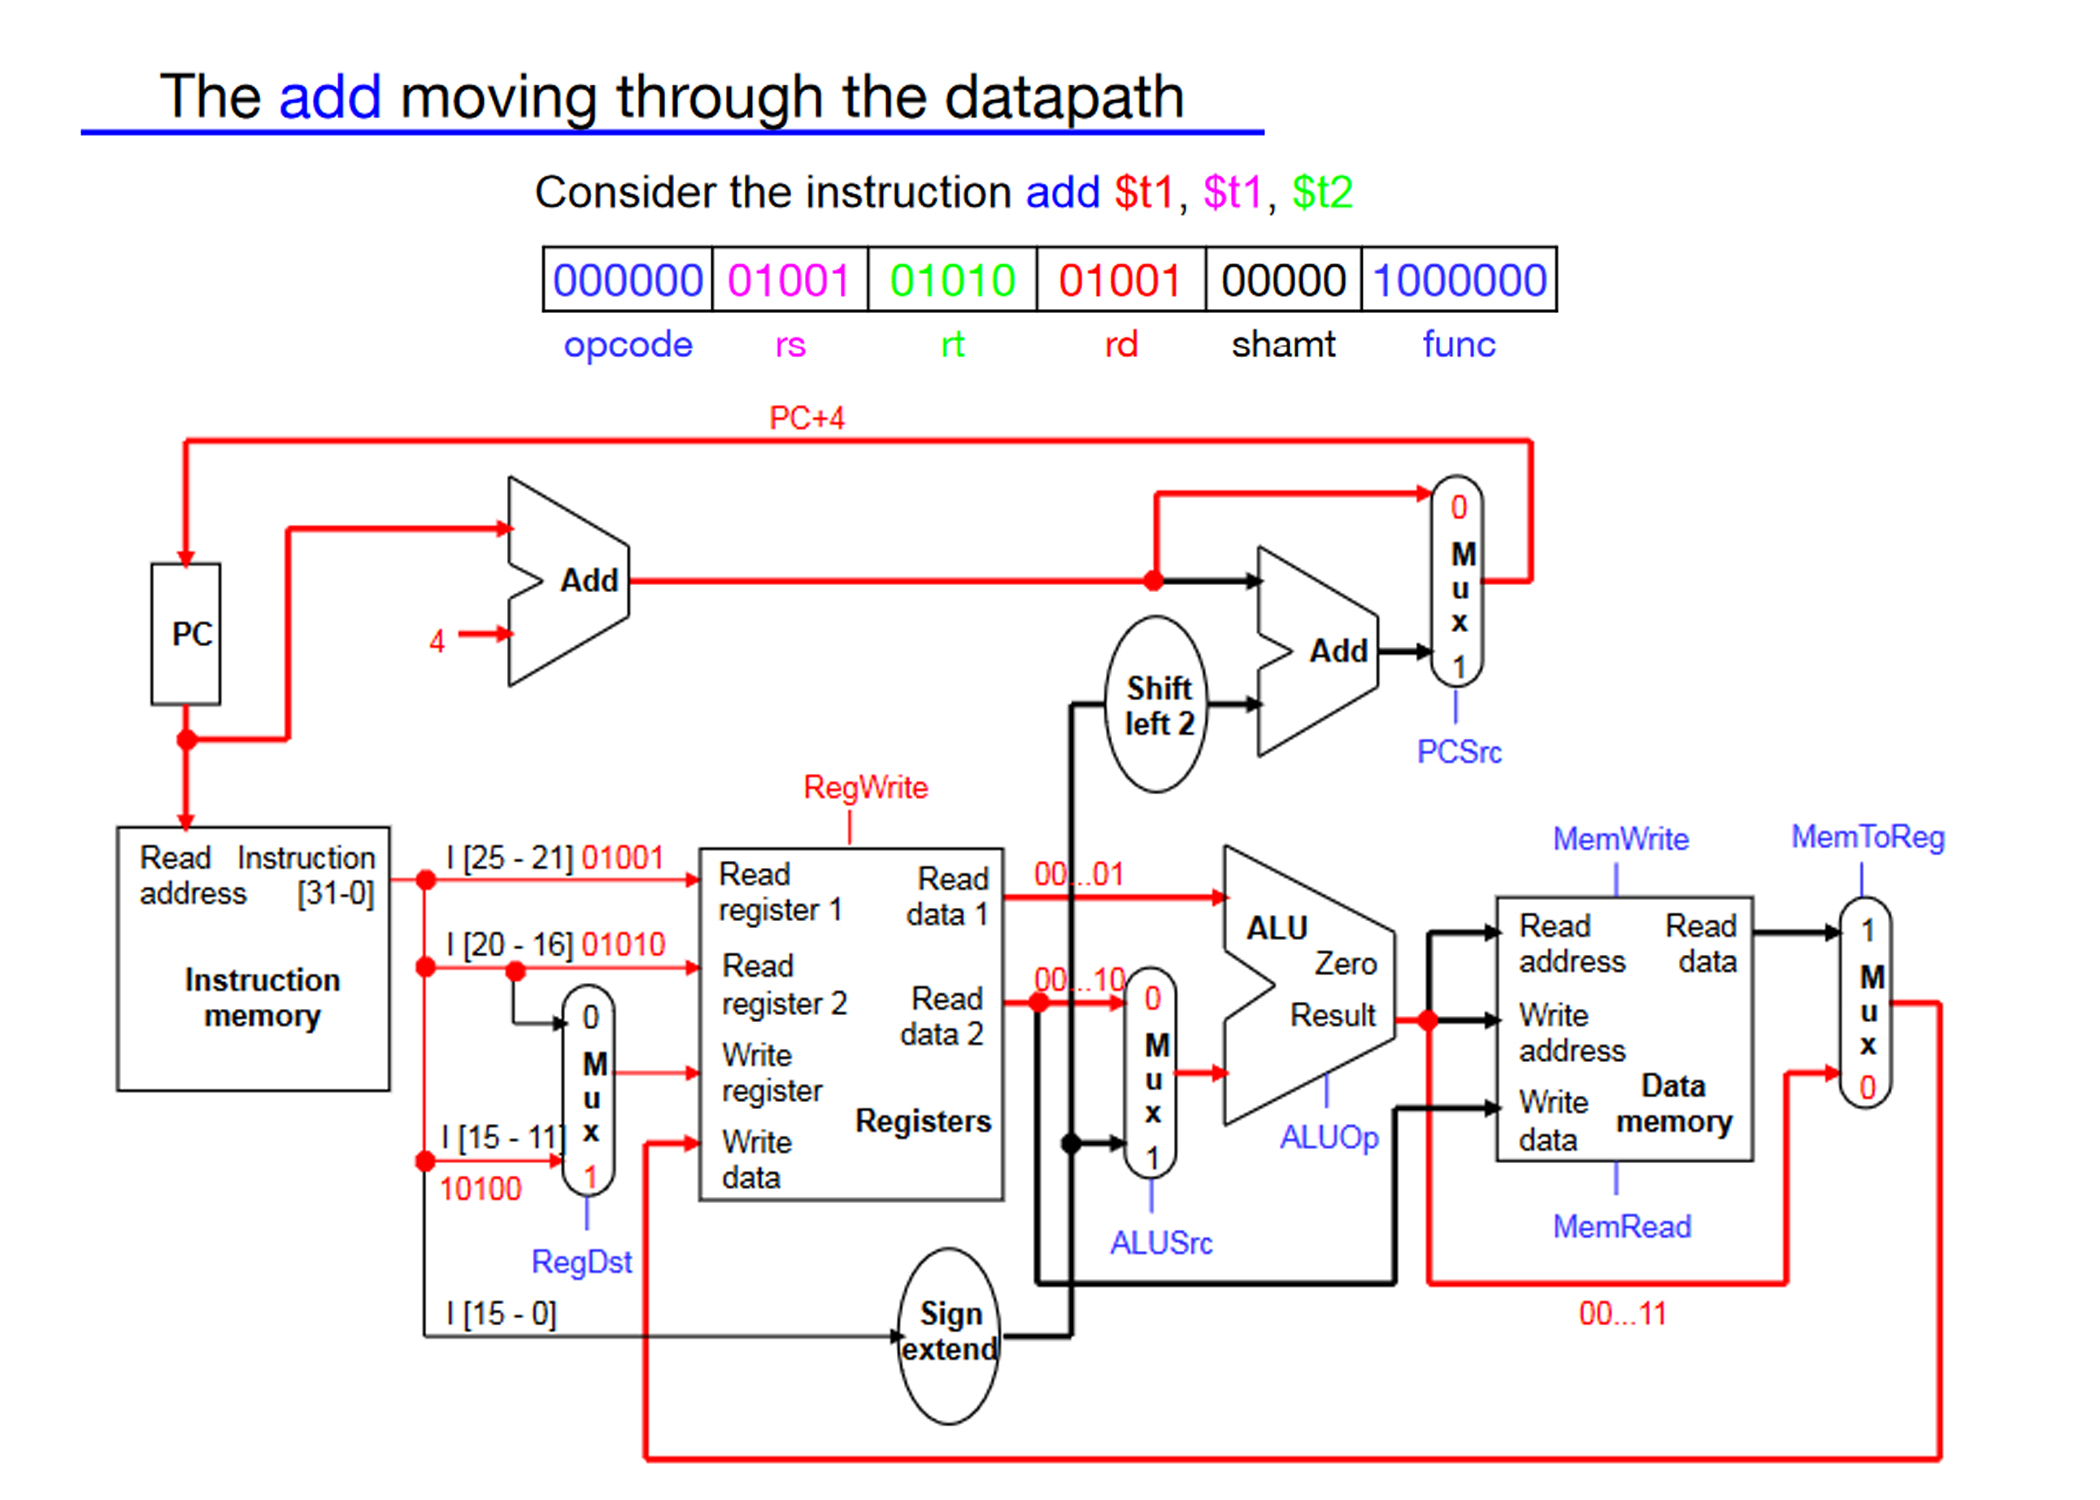 The add moving through the datapath
Consider the instruction add $t1, $t1, $t2
000000 01001 01010 01001 00000 1000000
opcode rs rt rd shamt func
PC+4
PC
4
Add
Shift
left 2
Add
0
M
u
x
1
PCSrc
Read
address
Instruction
[31-0]
Instruction
memory
I [25 - 21] 01001
I [20 - 16] 01010
I [15 - 11]
10100
I [15 - 0]
0
M
u
x
1
RegDst
RegWrite
Read
register 1
Read
register 2
Write
register
Write
data
Read
data 1
Read
data 2
Registers
Sign
extend
00...01
00...10
0
M
u
x
1
ALUSrc
ALU
Zero
Result
ALUOp
MemWrite
Read
address
Write
address
Write
data
Read
data
Data
memory
MemRead
MemToReg
1
M
u
x
0
00...11